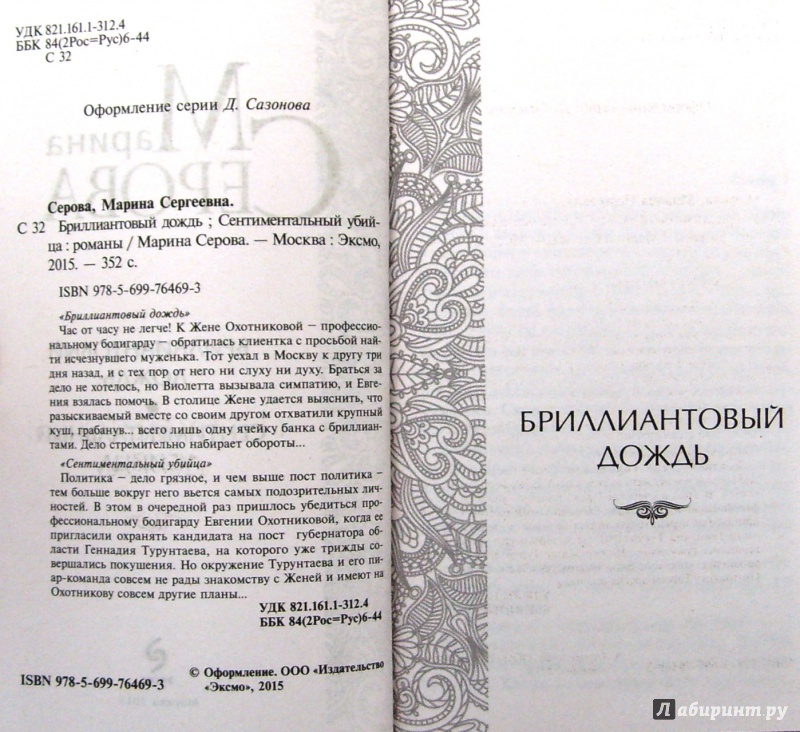 УДК 821.161.1-312.4
ББК 84(2Рос=Рус)6-44
С 32
Оформление серии Д. Сазонова
Серова, Марина Сергеевна.
С 32 Бриллиантовый дождь ; Сентиментальный убий-
ца : романы / Марина Серова. — Москва : Эксмо,
2015. — 352 с.
ISBN 978-5-699-76469-3
«Бриллиантовый дождь»
Час от часу не легче! К Жене Охотниковой – профессио-
нальному бодигарду – обратилась клиентка с просьбой най-
ти исчезнувшего муженька. Тот уехал в Москву к другу три
дня назад, и с тех пор от него ни слуху ни духу. Браться за
дело не хотелось, но Виолетта вызывала симпатию, и Евге-
ния взялась помочь. В столице Жене удается выяснить, что
разыскиваемый вместе со своим другом отхватили крупный
куш, грабанув... всего лишь одну ячейку банка с бриллиан-
тами. Дело стремительно набирает обороты...
«Сентиментальный убийца»
Политика – дело грязное, и чем выше пост политика –
тем больше вокруг него вьется самых подозрительных лич-
ностей. В этом в очередной раз пришлось убедиться про-
фессиональному бодигарду Евгении Охотниковой, когда ее
пригласили охранять кандидата на пост губернатора об-
ласти Геннадия Турунтаева, на которого уже трижды со-
вершались покушения. Но окружение Турунтаева и его пи-
ар-команда совсем не рады знакомству с Женей и имеют на
Охотникову совсем другие планы...
УДК 821.161.1-312.4
ББК 84(2Рос=Рус)6-44
© Оформление. ООО «Издательство
«Эксмо», 2015
ISBN 978-5-699-76469-3
БРИЛЛИАНТОВЫЙ
ДОЖДЬ
Лабиринт.ру